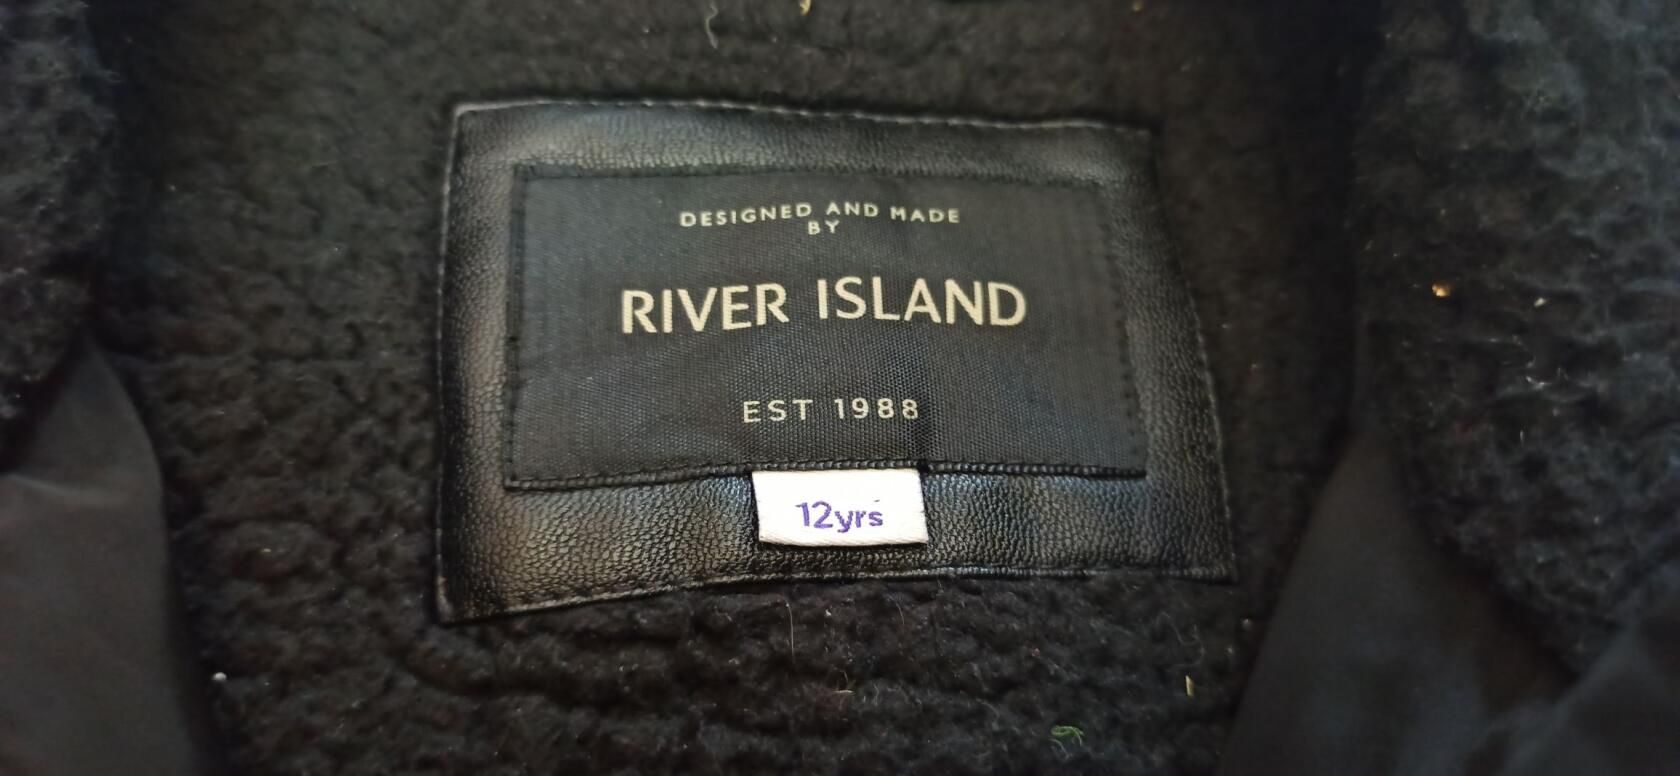 DESIGNED AND MADE
BY
RIVER ISLAND
EST 1988
12yrs